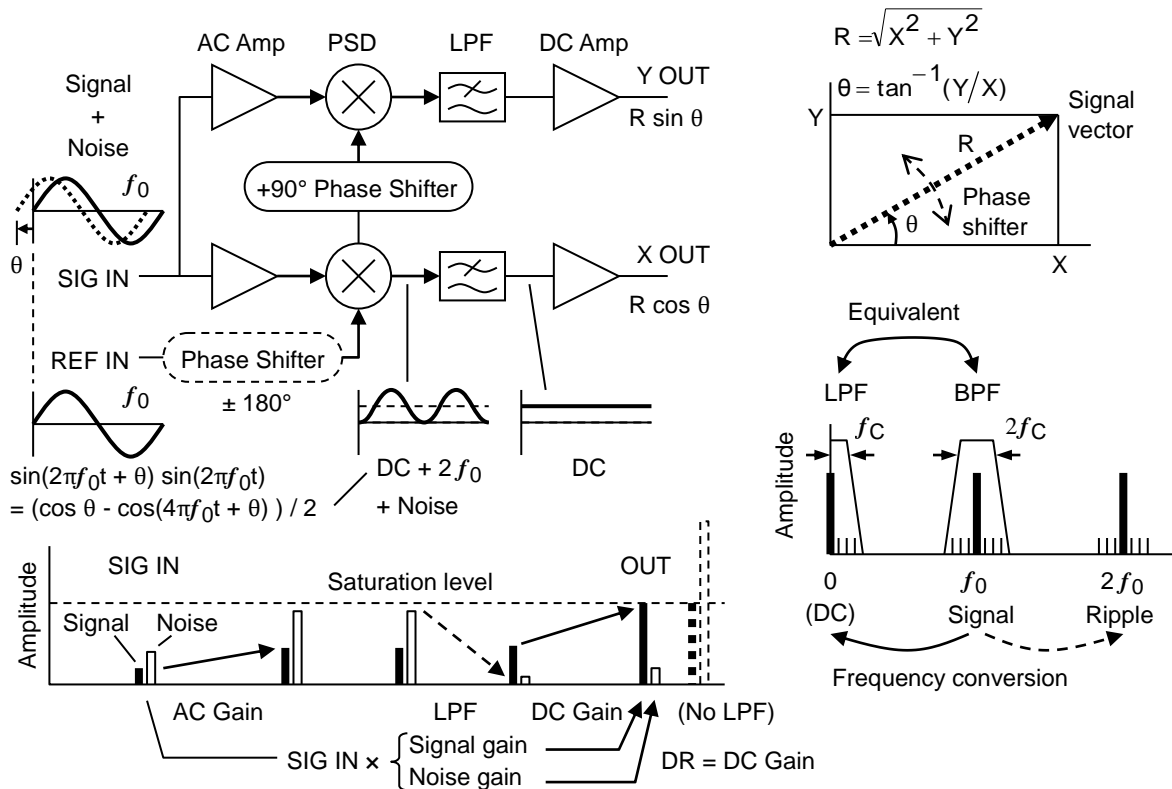 AC Amp PSD LPF DC Amp
Signal
+
Noise
Y OUT
R sin θ
f0
+90° Phase Shifter
θ
SIG IN
X OUT
R cos θ
REF IN
Phase Shifter
± 180°
f0
sin(2πf0t + θ) sin(2πf0t)
= (cos θ - cos(4πf0t + θ) ) / 2
DC + 2f0
+ Noise
DC
R = √X² + Y²
θ = tan⁻¹ (Y/X)
Y
Signal
vector
R
Phase
shifter
θ
X
Equivalent
LPF BPF
fC 2fC
Amplitude
0 f0 2f0
(DC) Signal Ripple
Frequency conversion
Amplitude
SIG IN
Saturation level
OUT
Signal
Noise
AC Gain LPF DC Gain (No LPF)
SIG IN × {
Signal gain
Noise gain
DR = DC Gain